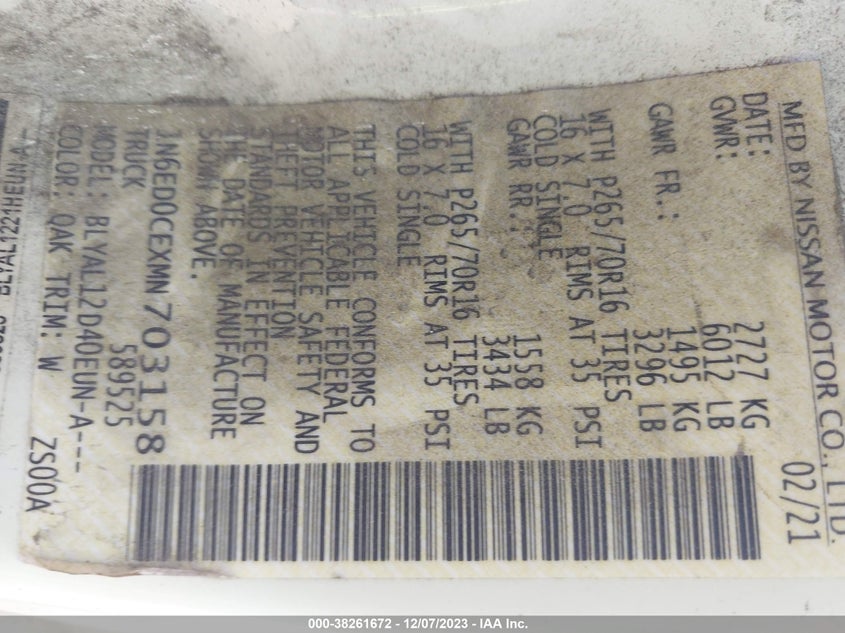 MFD BY NISSAN MOTOR CO., LTD.
DATE: 02/21
GVWR: 2727 KG
6012 LB
GAWR FR.: 1495 KG
3296 LB
WITH P265/70R16 TIRES
16 X 7.0 RIMS AT 35 PSI
COLD SINGLE
GAWR RR.: 1558 KG
3434 LB
WITH P265/70R16 TIRES
16 X 7.0 RIMS AT 35 PSI
COLD SINGLE
THIS VEHICLE CONFORMS TO
ALL APPLICABLE FEDERAL
MOTOR VEHICLE SAFETY AND
THEFT PREVENTION
STANDARDS IN EFFECT ON
THE DATE OF MANUFACTURE
SHOWN ABOVE.
1N6ED0CEXMN703158
TRUCK 589525
MODEL: BLYAL12D40EUN-A---
COLOR: QAK TRIM: W ZS00A
BLYAL1221HEUN-A--
000-38261672 - 12/07/2023 - IAA Inc.